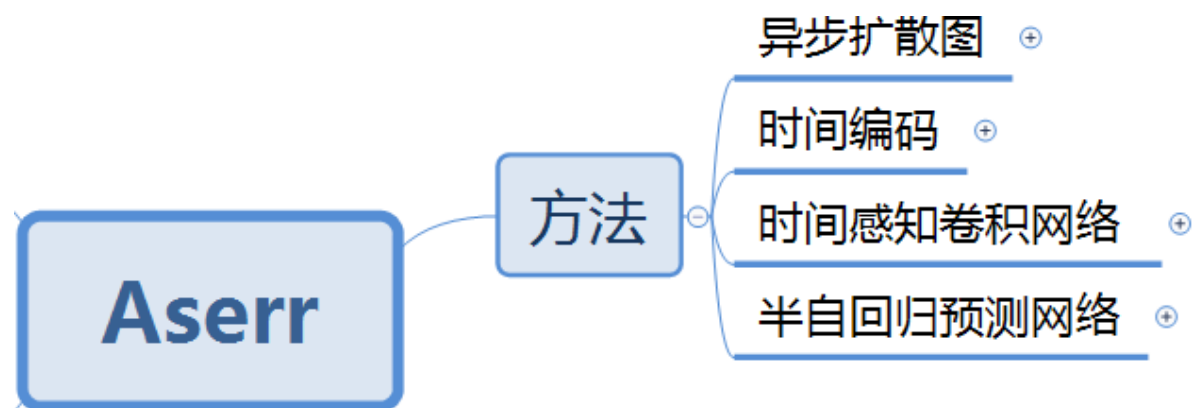 异步扩散图
时间编码
方法
时间感知卷积网络
Aserr
半自回归预测网络